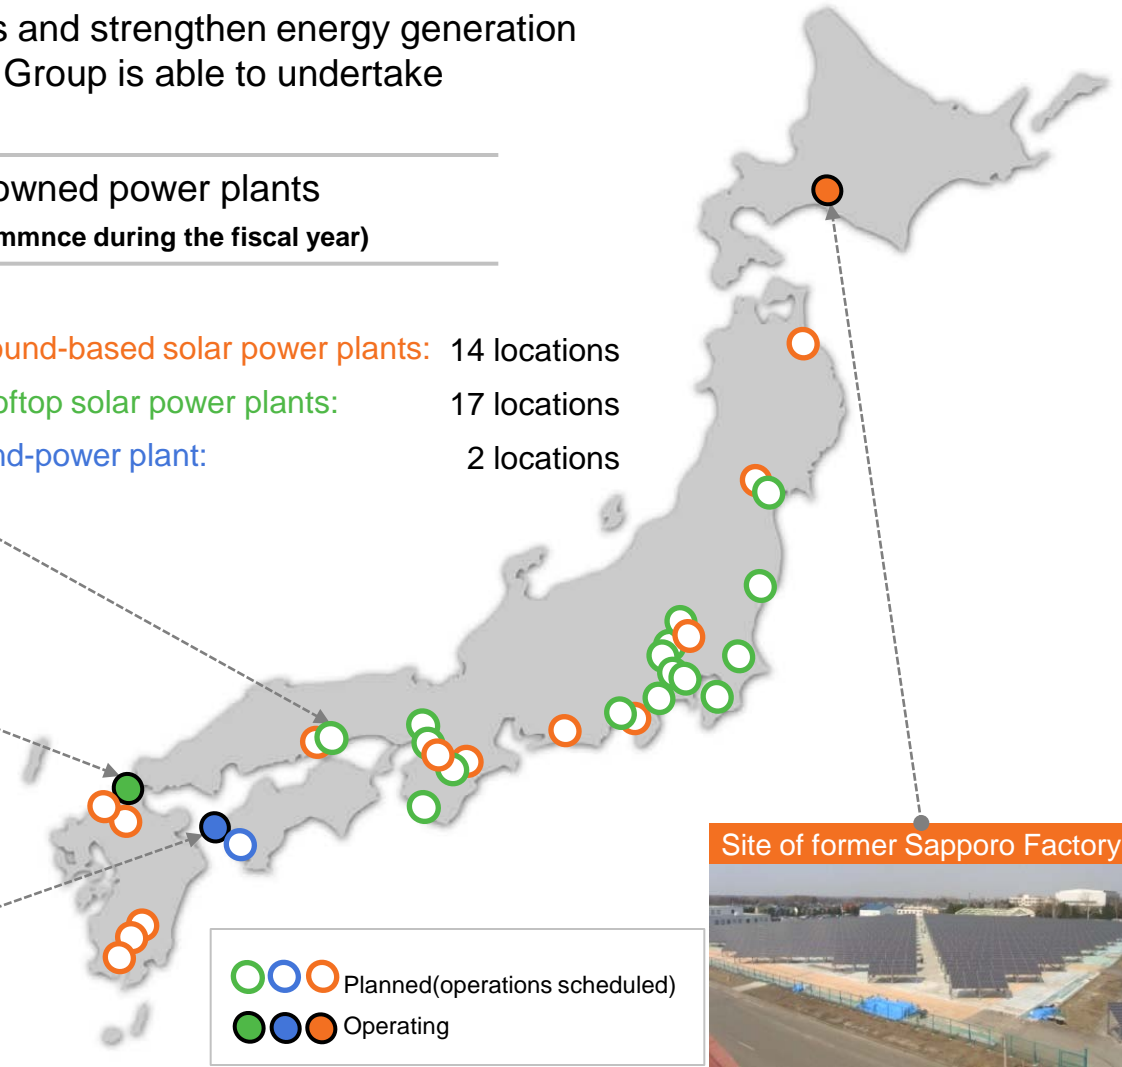 s and strengthen energy generation
Group is able to undertake
owned power plants
mmnce during the fiscal year)
ound-based solar power plants: 14 locations
oftop solar power plants: 17 locations
nd-power plant: 2 locations
Site of former Sapporo Factory
Planned(operations scheduled)
Operating